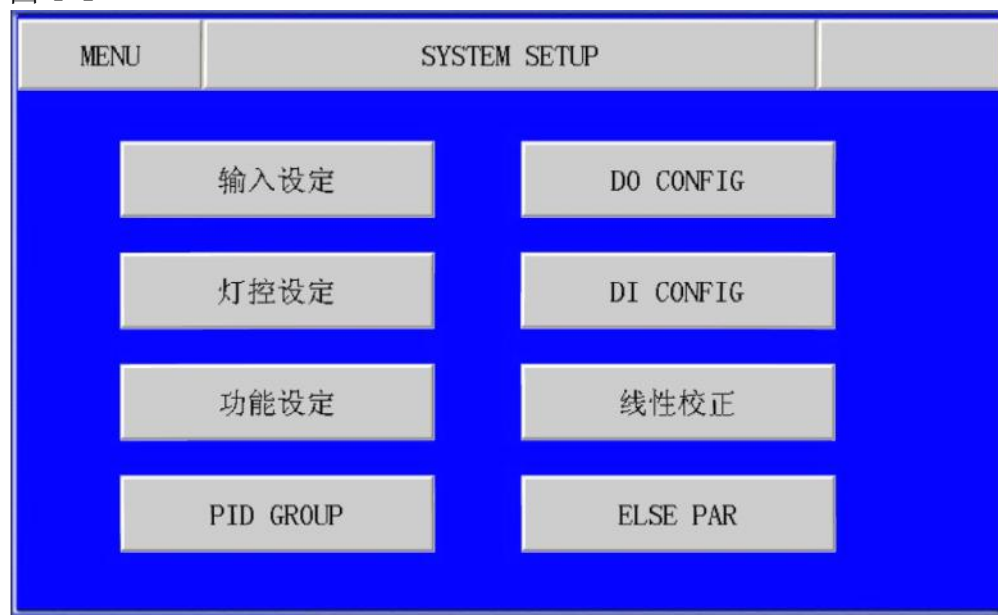 MENU
SYSTEM SETUP
输入设定
DO CONFIG
灯控设定
DI CONFIG
功能设定
线性校正
PID GROUP
ELSE PAR